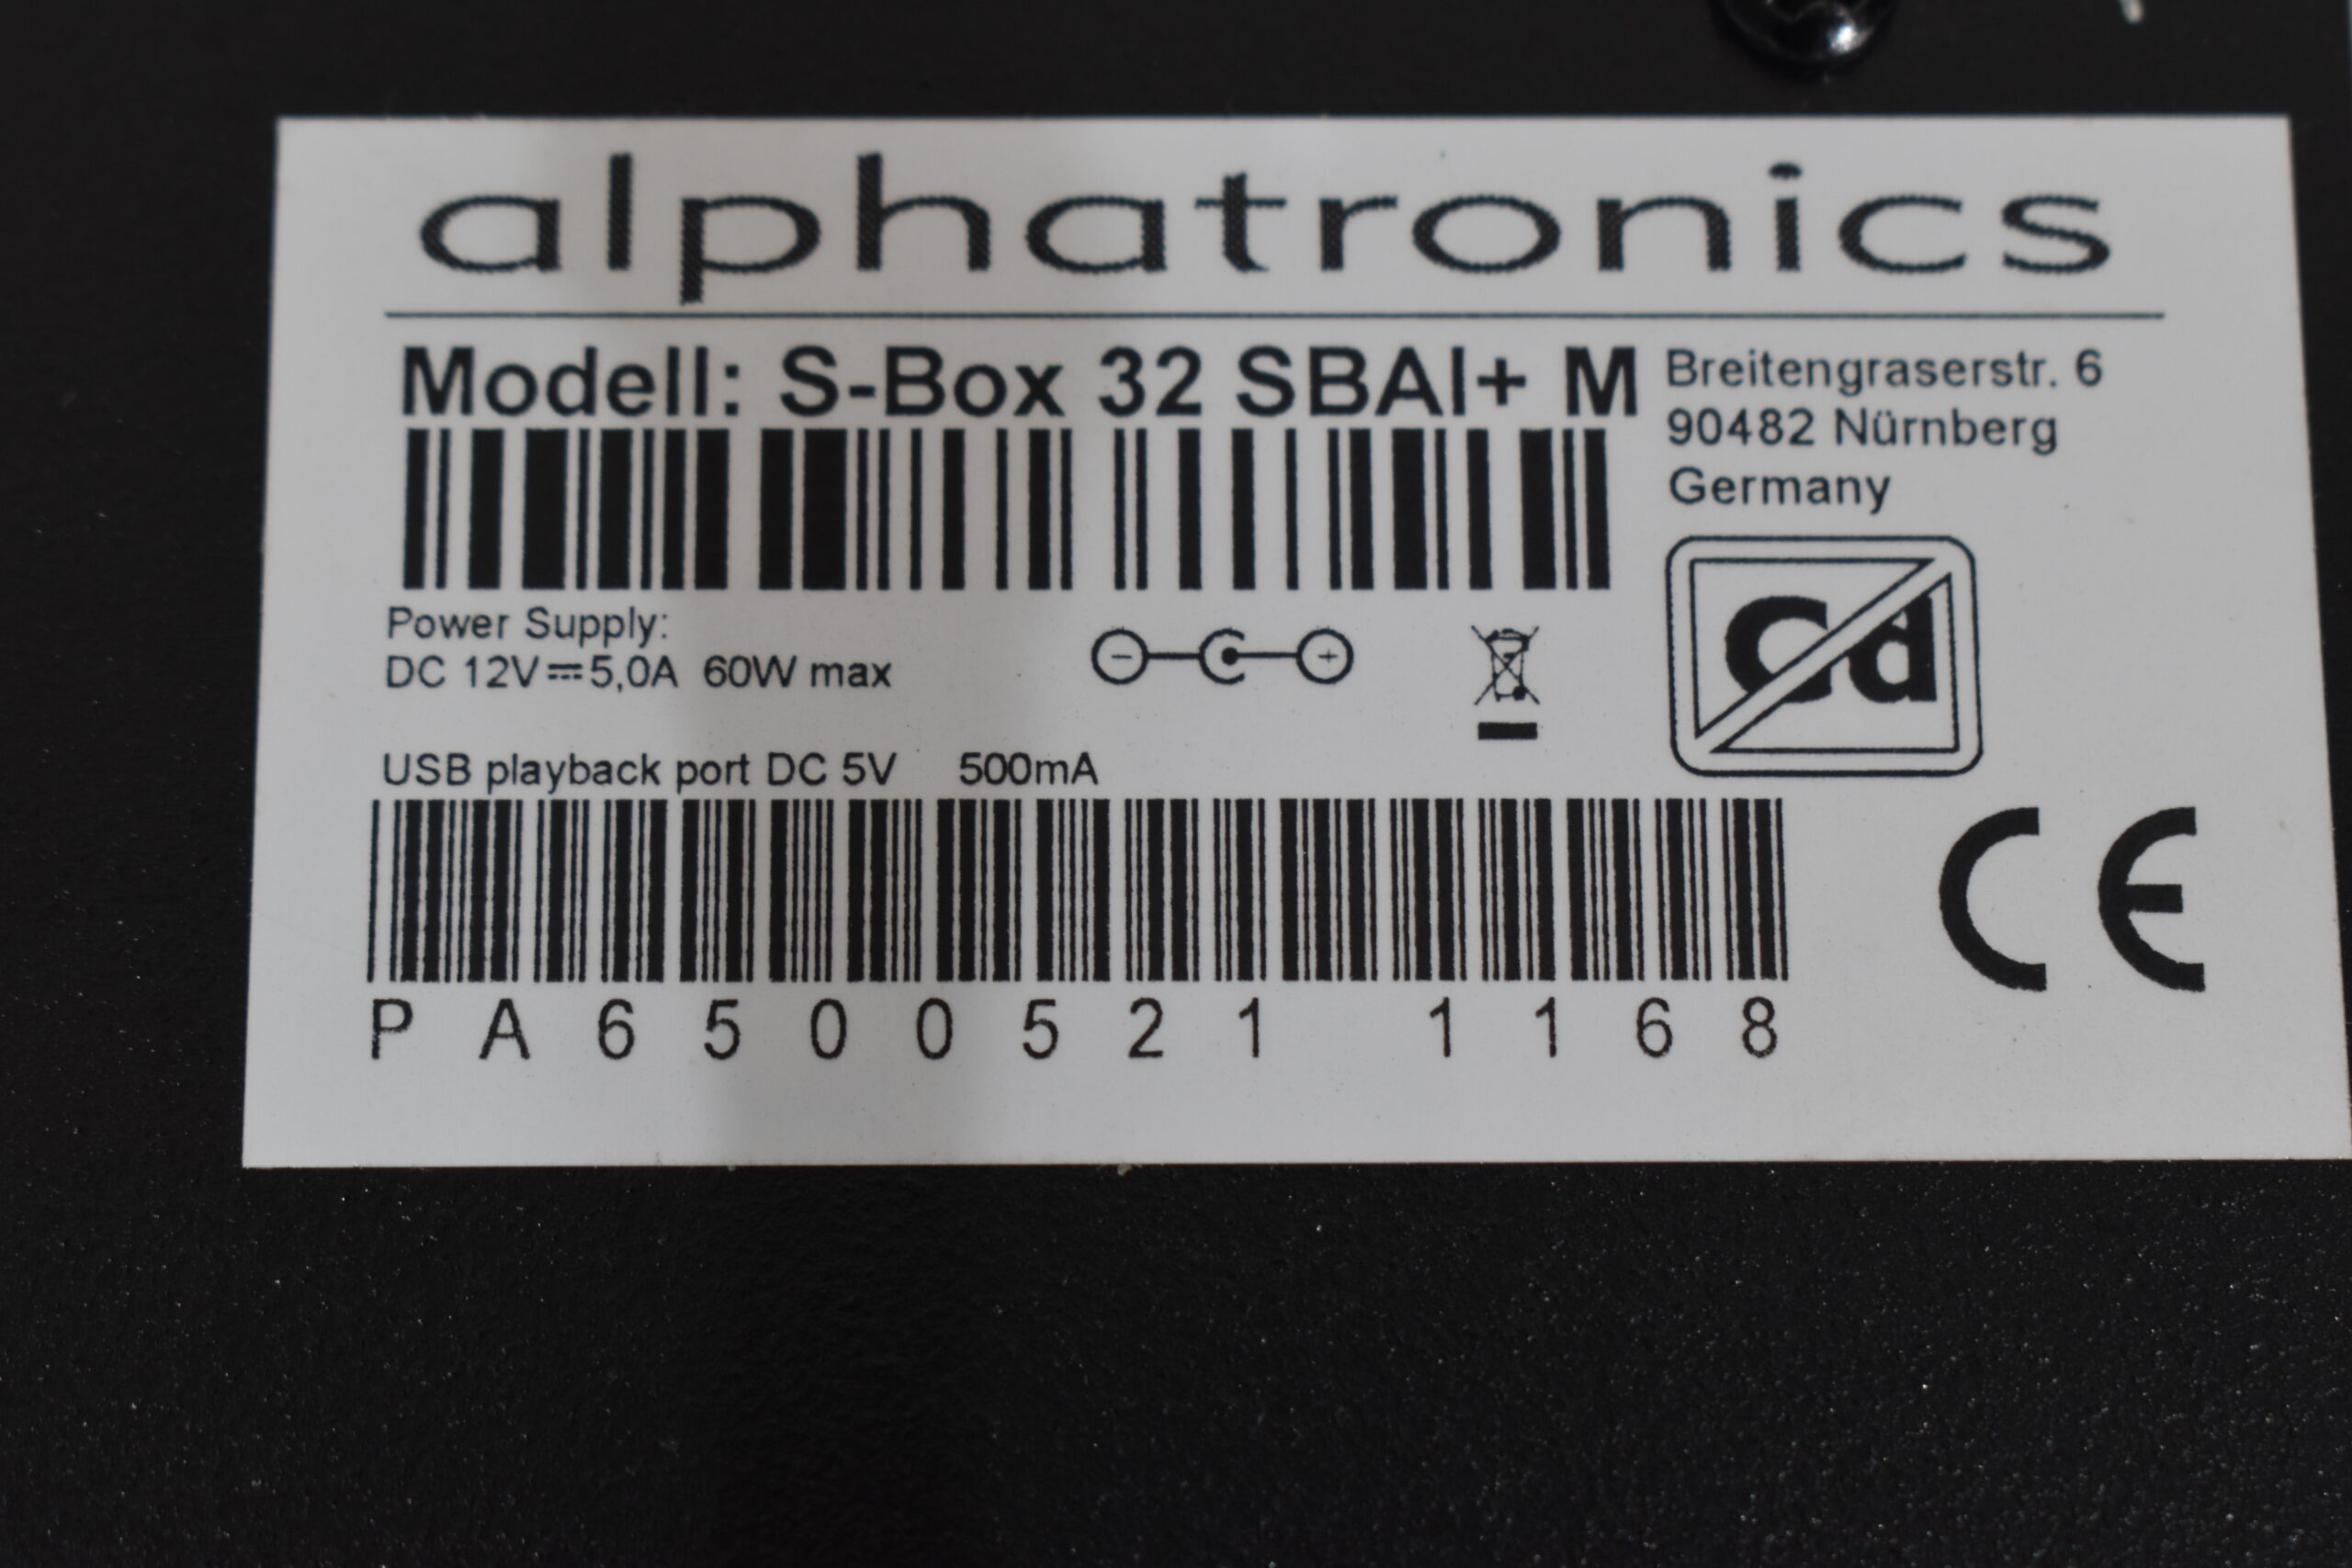 alphatronics
Modell: S-Box 32 SBAI+ M
Breitengraserstr. 6
90482 Nürnberg
Germany
Power Supply:
DC 12V⎓5,0A 60W max
- +
Cd
USB playback port DC 5V 500mA
PA6500521 1168
CE